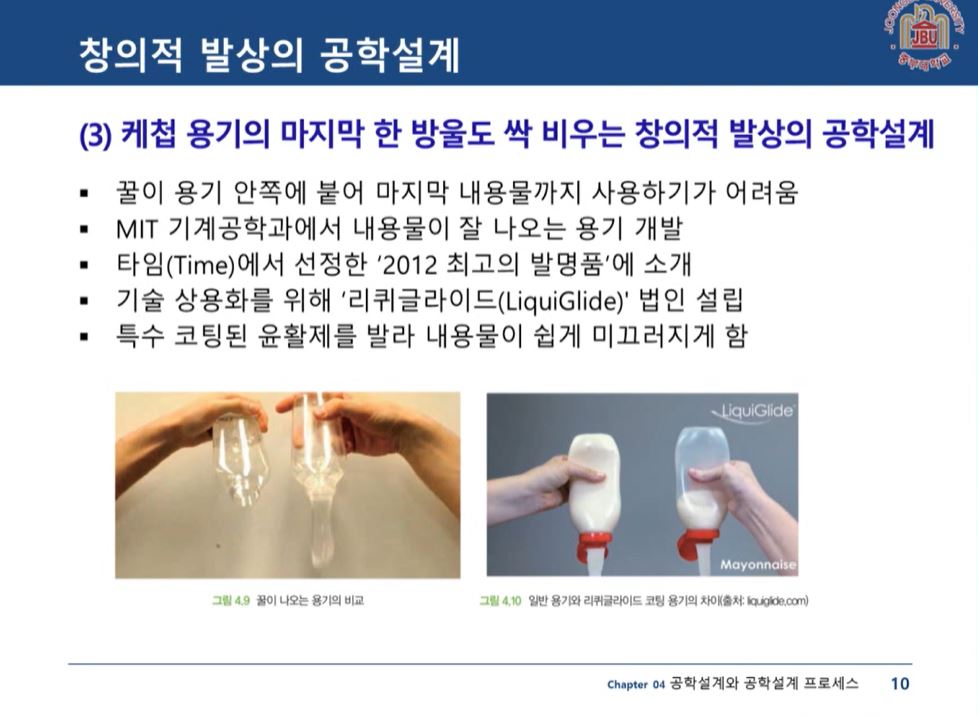 창의적 발상의 공학설계
JBU
중부대학교
(3) 케첩 용기의 마지막 한 방울도 싹 비우는 창의적 발상의 공학설계
▪ 꿀이 용기 안쪽에 붙어 마지막 내용물까지 사용하기가 어려움
▪ MIT 기계공학과에서 내용물이 잘 나오는 용기 개발
▪ 타임(Time)에서 선정한 ‘2012 최고의 발명품’에 소개
▪ 기술 상용화를 위해 ‘리퀴글라이드(LiquiGlide)' 법인 설립
▪ 특수 코팅된 윤활제를 발라 내용물이 쉽게 미끄러지게 함
LiquiGlide
Mayonnaise
그림 4.9 꿀이 나오는 용기의 비교
그림 4.10 일반 용기와 리퀴글라이드 코팅 용기의 차이(출처: liquiglide.com)
Chapter 04 공학설계와 공학설계 프로세스 10